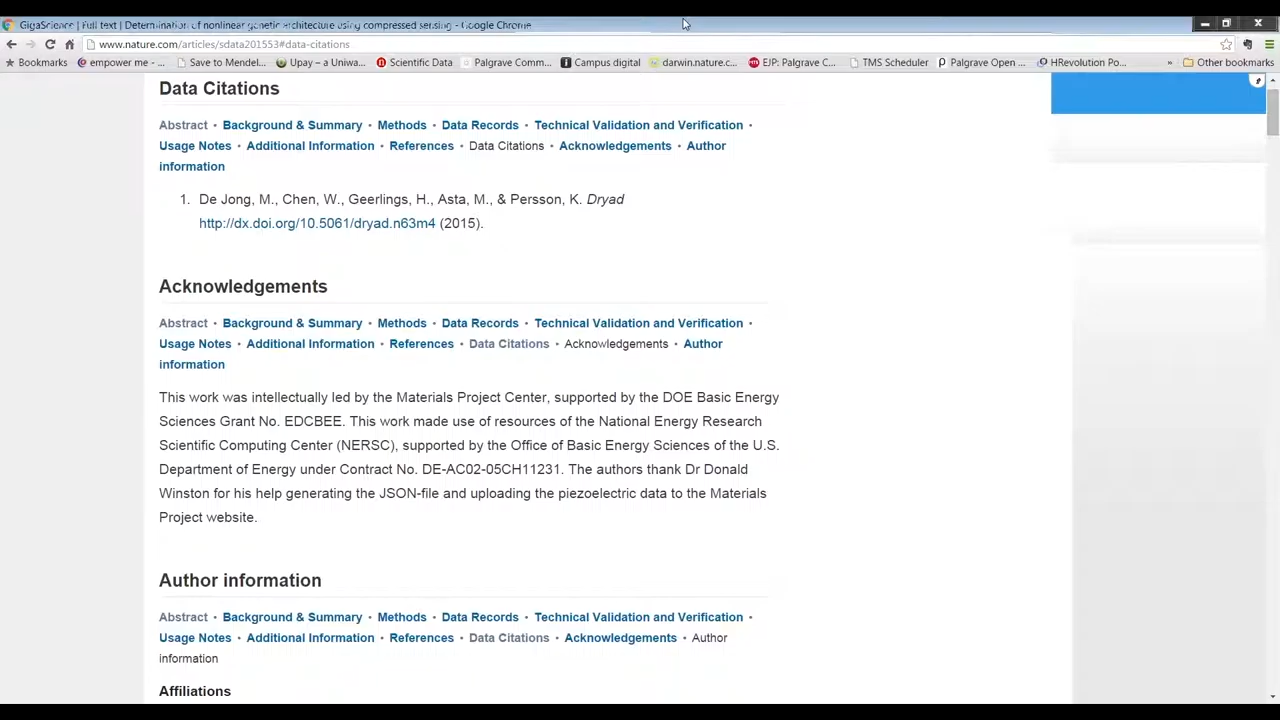 GigaScience | Full text | Determination of nonlinear genetic architecture using compressed sensing - Google Chrome
www.nature.com/articles/sdata201553#data-citations
Bookmarks empower me - ... Save to Mendel... Upay – a Uniwa... Scientific Data Palgrave Comm... Campus digital darwin.nature.c... EJP: Palgrave C... TMS Scheduler Palgrave Open ... HRevolution Po... » Other bookmarks
Data Citations
Abstract • Background & Summary • Methods • Data Records • Technical Validation and Verification •
Usage Notes • Additional Information • References • Data Citations • Acknowledgements • Author
information
1. De Jong, M., Chen, W., Geerlings, H., Asta, M., & Persson, K. Dryad
http://dx.doi.org/10.5061/dryad.n63m4 (2015).
Acknowledgements
Abstract • Background & Summary • Methods • Data Records • Technical Validation and Verification •
Usage Notes • Additional Information • References • Data Citations • Acknowledgements • Author
information
This work was intellectually led by the Materials Project Center, supported by the DOE Basic Energy
Sciences Grant No. EDCBEE. This work made use of resources of the National Energy Research
Scientific Computing Center (NERSC), supported by the Office of Basic Energy Sciences of the U.S.
Department of Energy under Contract No. DE-AC02-05CH11231. The authors thank Dr Donald
Winston for his help generating the JSON-file and uploading the piezoelectric data to the Materials
Project website.
Author information
Abstract • Background & Summary • Methods • Data Records • Technical Validation and Verification •
Usage Notes • Additional Information • References • Data Citations • Acknowledgements • Author
information
Affiliations